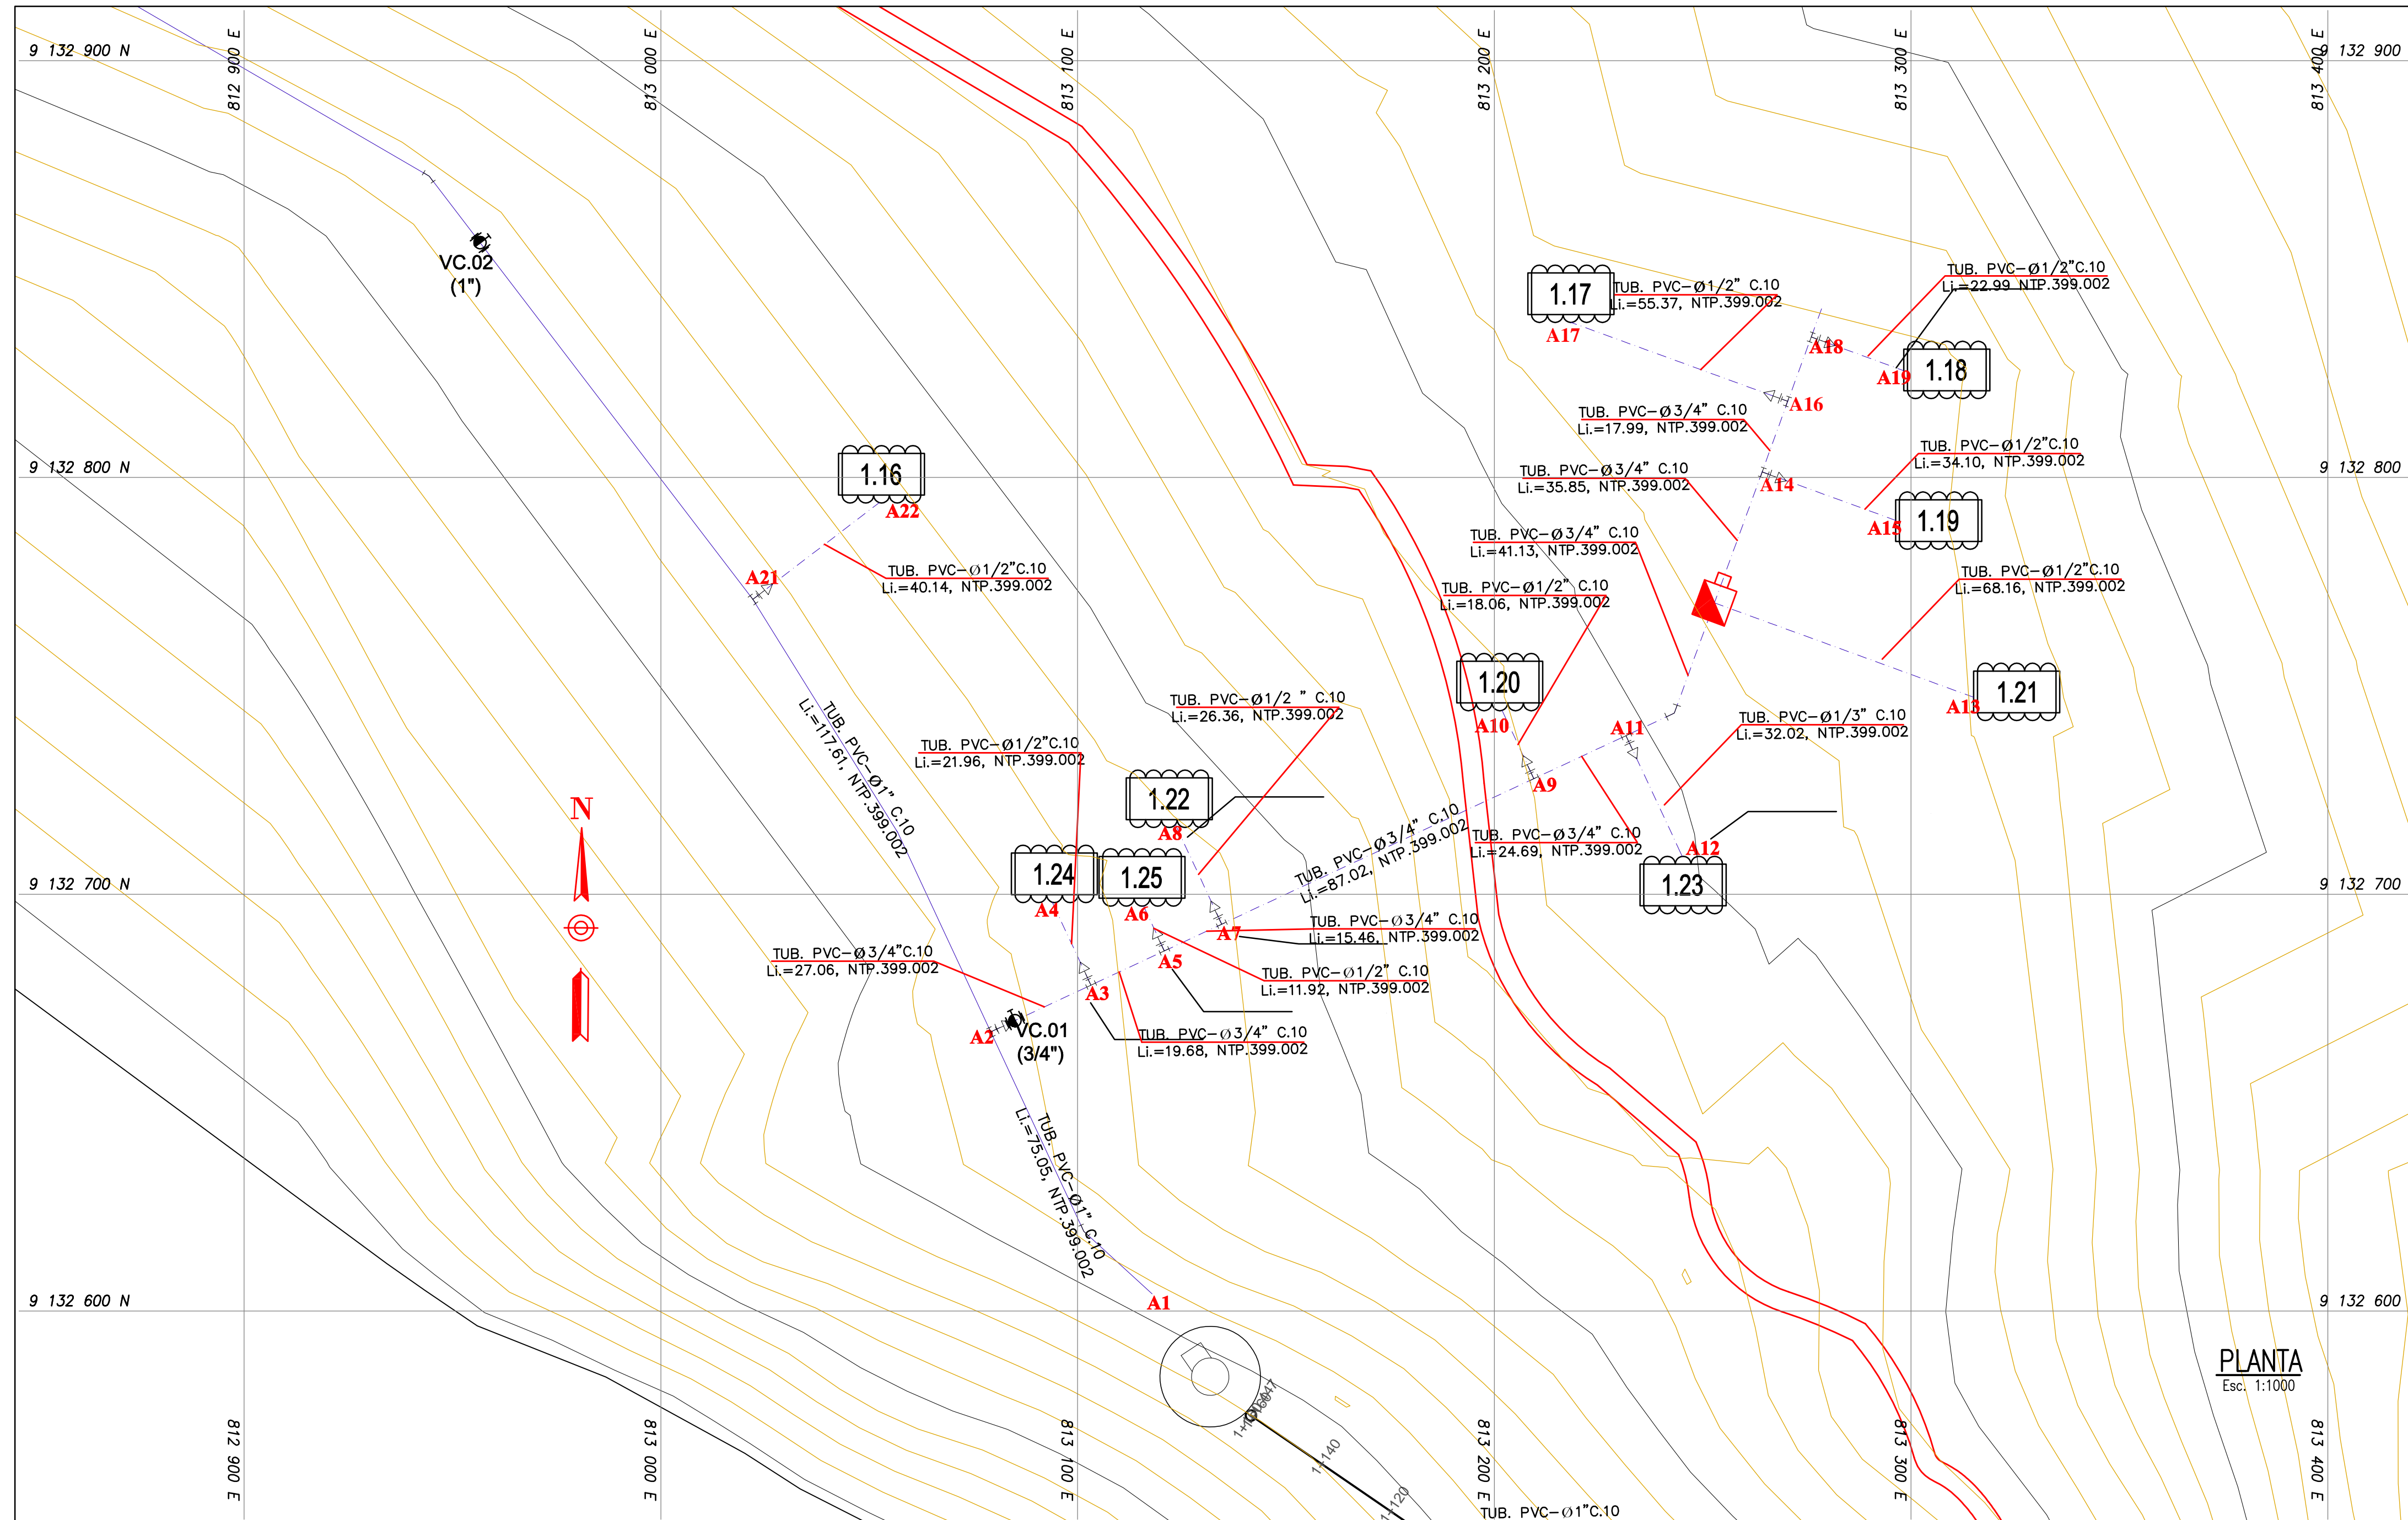 812 900 E
813 000 E
813 100 E
813 200 E
813 300 E
813 400 E
9 132 900 N
9 132 900
VC.02
(1")
1.17
TUB. PVC-Ø1/2" C.10
Li.=55.37, NTP.399.002
A17
TUB. PVC-Ø1/2"C.10
Li.=22.99 NTP.399.002
A18
A19
1.18
A16
TUB. PVC-Ø3/4" C.10
Li.=17.99, NTP.399.002
9 132 800 N
9 132 800
1.16
A22
TUB. PVC-Ø3/4" C.10
Li.=35.85, NTP.399.002
A14
TUB. PVC-Ø1/2"C.10
Li.=34.10, NTP.399.002
A15
1.19
TUB. PVC-Ø3/4" C.10
Li.=41.13, NTP.399.002
A21
TUB. PVC-Ø1/2"C.10
Li.=40.14, NTP.399.002
TUB. PVC-Ø1/2" C.10
Li.=18.06, NTP.399.002
TUB. PVC-Ø1/2"C.10
Li.=68.16, NTP.399.002
1.20
A10
1.21
A13
TUB. PVC-Ø1" C.10
Li.=117.61, NTP.399.002
TUB. PVC-Ø1/2 " C.10
Li.=26.36, NTP.399.002
A11
TUB. PVC-Ø1/3" C.10
Li.=32.02, NTP.399.002
TUB. PVC-Ø1/2"C.10
Li.=21.96, NTP.399.002
A9
N
1.22
A8
TUB. PVC-Ø3/4" C.10
Li.=87.02, NTP.399.002
TUB. PVC-Ø3/4" C.10
Li.=24.69, NTP.399.002
A12
1.23
9 132 700 N
9 132 700
1.24
A4
1.25
A6
A7
TUB. PVC-Ø3/4" C.10
Li.=15.46, NTP.399.002
TUB. PVC-Ø3/4"C.10
Li.=27.06, NTP.399.002
A5
TUB. PVC-Ø1/2" C.10
Li.=11.92, NTP.399.002
A3
A2
VC.01
(3/4")
TUB. PVC-Ø3/4" C.10
Li.=19.68, NTP.399.002
TUB. PVC-Ø1" C.10
Li.=75.05, NTP.399.002
9 132 600 N
A1
9 132 600
PLANTA
Esc. 1:1000
1+140
1+120
812 900 E
813 000 E
813 100 E
813 200 E
813 300 E
813 400 E
TUB. PVC-Ø1"C.10